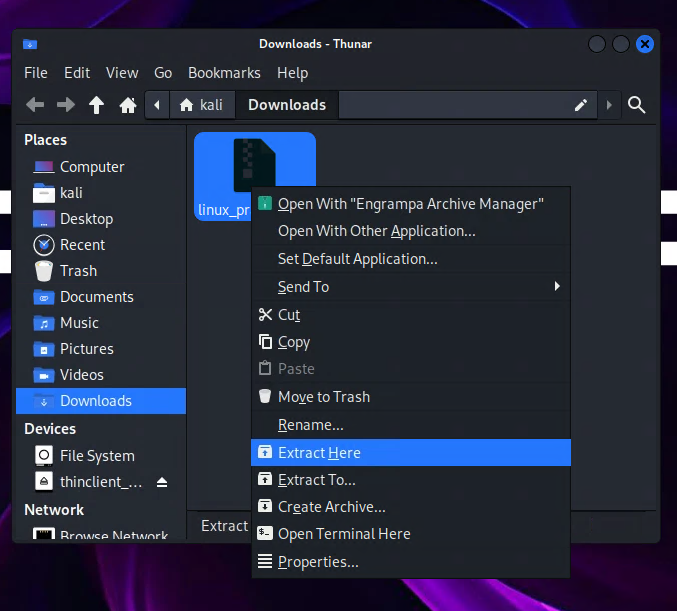 Downloads - Thunar
File Edit View Go Bookmarks Help
kali Downloads
Places
Computer
kali
Desktop
Recent
Trash
Documents
Music
Pictures
Videos
Downloads
Devices
File System
thinclient_...
Network
Browse Network
linux_pr
Open With "Engrampa Archive Manager"
Open With Other Application...
Set Default Application...
Send To
Cut
Copy
Paste
Move to Trash
Rename...
Extract Here
Extract To...
Create Archive...
Open Terminal Here
Properties...
Extract